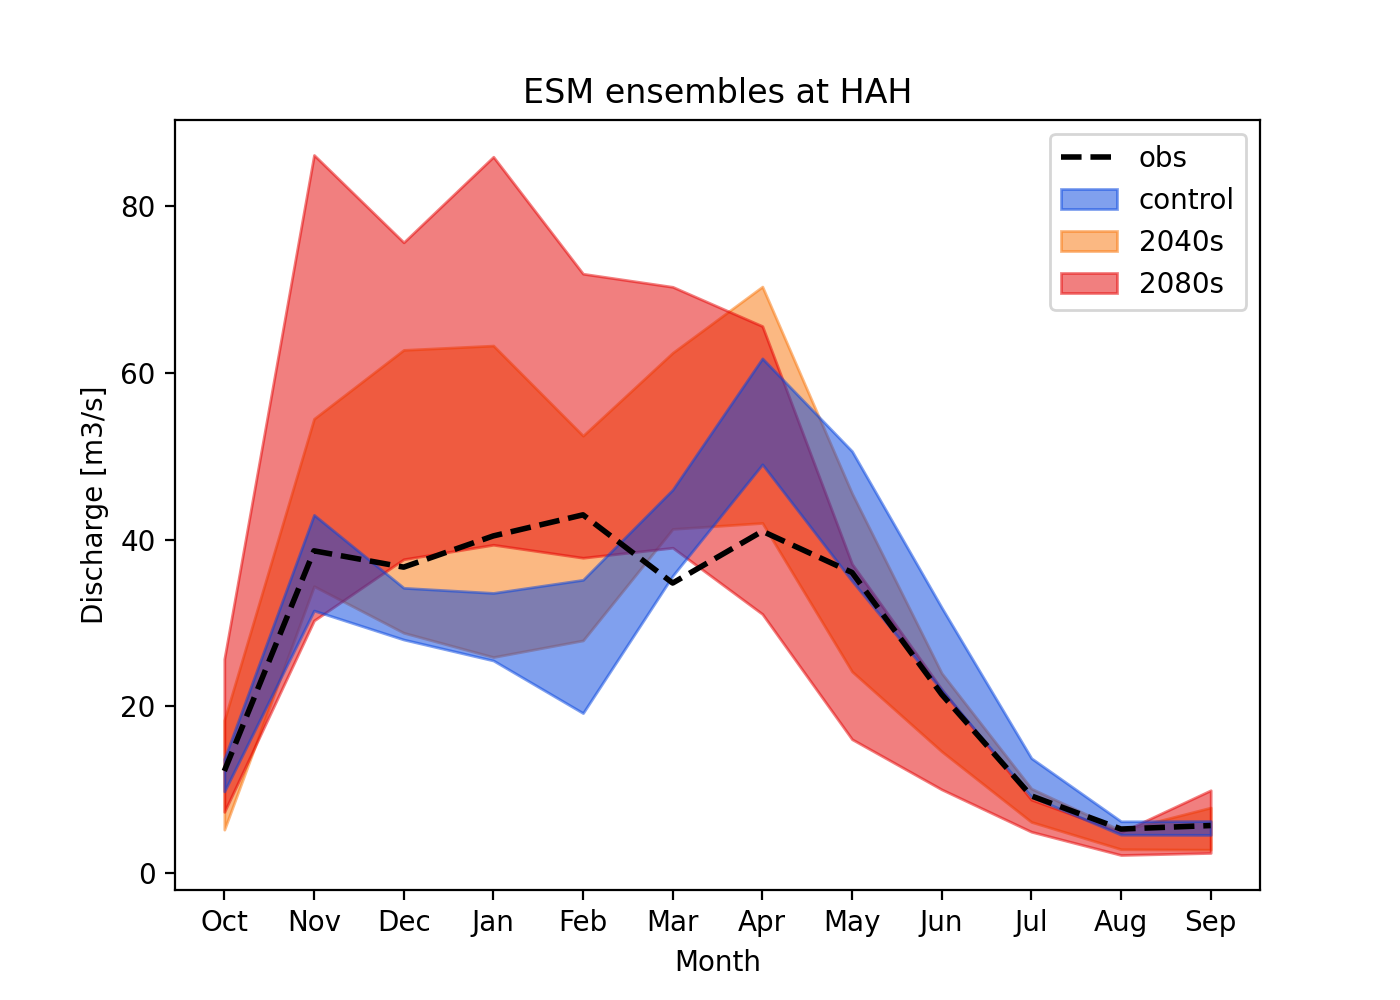 ESM ensembles at HAH
obs
control
2040s
2080s
Discharge [m3/s]
80
60
40
20
0
Oct Nov Dec Jan Feb Mar Apr May Jun Jul Aug Sep
Month